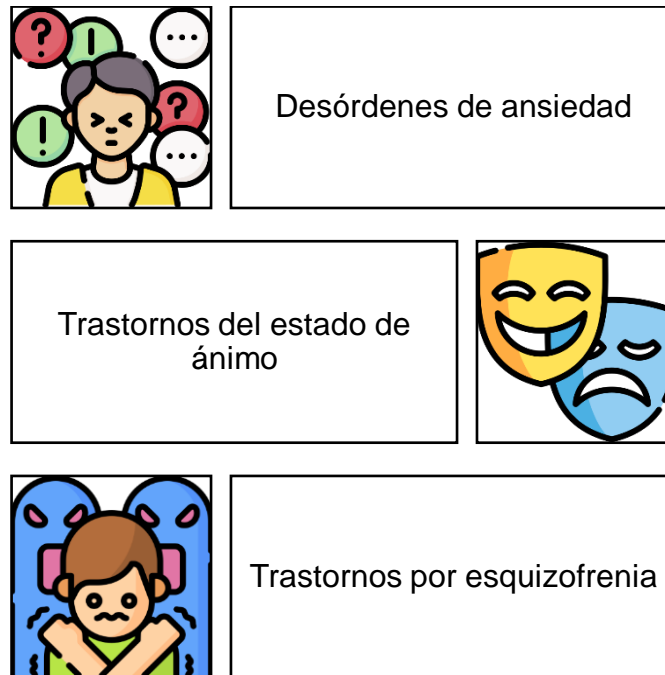 Desórdenes de ansiedad
Trastornos del estado de
ánimo
Trastornos por esquizofrenia